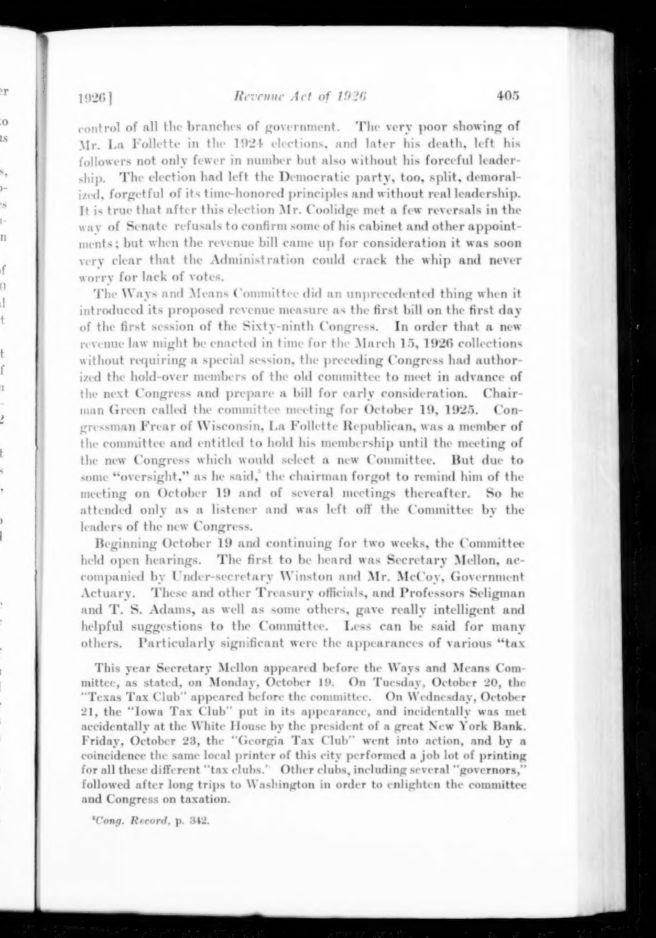 1926] Revenue Act of 1926 405
control of all the branches of government. The very poor showing of
Mr. La Follette in the 1924 elections, and later his death, left his
followers not only fewer in number but also without his forceful leader-
ship. The election had left the Democratic party, too, split, demoral-
ized, forgetful of its time-honored principles and without real leadership.
It is true that after this election Mr. Coolidge met a few reversals in the
way of Senate refusals to confirm some of his cabinet and other appoint-
ments; but when the revenue bill came up for consideration it was soon
very clear that the Administration could crack the whip and never
worry for lack of votes.
The Ways and Means Committee did an unprecedented thing when it
introduced its proposed revenue measure as the first bill on the first day
of the first session of the Sixty-ninth Congress. In order that a new
revenue law might be enacted in time for the March 15, 1926 collections
without requiring a special session, the preceding Congress had author-
ized the hold-over members of the old committee to meet in advance of
the next Congress and prepare a bill for early consideration. Chair-
man Green called the committee meeting for October 19, 1925. Con-
gressman Frear of Wisconsin, La Follette Republican, was a member of
the committee and entitled to hold his membership until the meeting of
the new Congress which would select a new Committee. But due to
some "oversight," as he said,⁵ the chairman forgot to remind him of the
meeting on October 19 and of several meetings thereafter. So he
attended only as a listener and was left off the Committee by the
leaders of the new Congress.
Beginning October 19 and continuing for two weeks, the Committee
held open hearings. The first to be heard was Secretary Mellon, ac-
companied by Under-secretary Winston and Mr. McCoy, Government
Actuary. These and other Treasury officials, and Professors Seligman
and T. S. Adams, as well as some others, gave really intelligent and
helpful suggestions to the Committee. Less can be said for many
others. Particularly significant were the appearances of various "tax
This year Secretary Mellon appeared before the Ways and Means Com-
mittee, as stated, on Monday, October 19. On Tuesday, October 20, the
"Texas Tax Club" appeared before the committee. On Wednesday, October
21, the "Iowa Tax Club" put in its appearance, and incidentally was met
accidentally at the White House by the president of a great New York Bank.
Friday, October 23, the "Georgia Tax Club" went into action, and by a
coincidence the same local printer of this city performed a job lot of printing
for all these different "tax clubs." Other clubs, including several "governors,"
followed after long trips to Washington in order to enlighten the committee
and Congress on taxation.
⁵Cong. Record, p. 342.